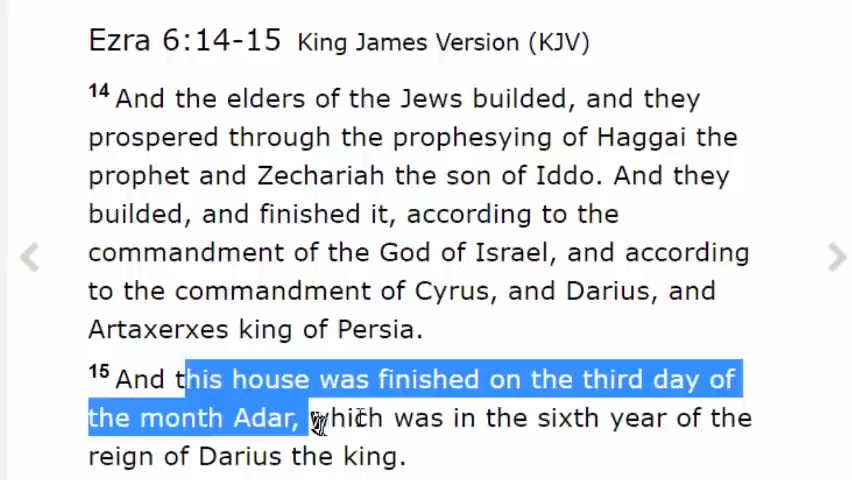 Ezra 6:14-15 King James Version (KJV)
14 And the elders of the Jews builded, and they
prospered through the prophesying of Haggai the
prophet and Zechariah the son of Iddo. And they
builded, and finished it, according to the
commandment of the God of Israel, and according
to the commandment of Cyrus, and Darius, and
Artaxerxes king of Persia.
15 And this house was finished on the third day of
the month Adar, which was in the sixth year of the
reign of Darius the king.